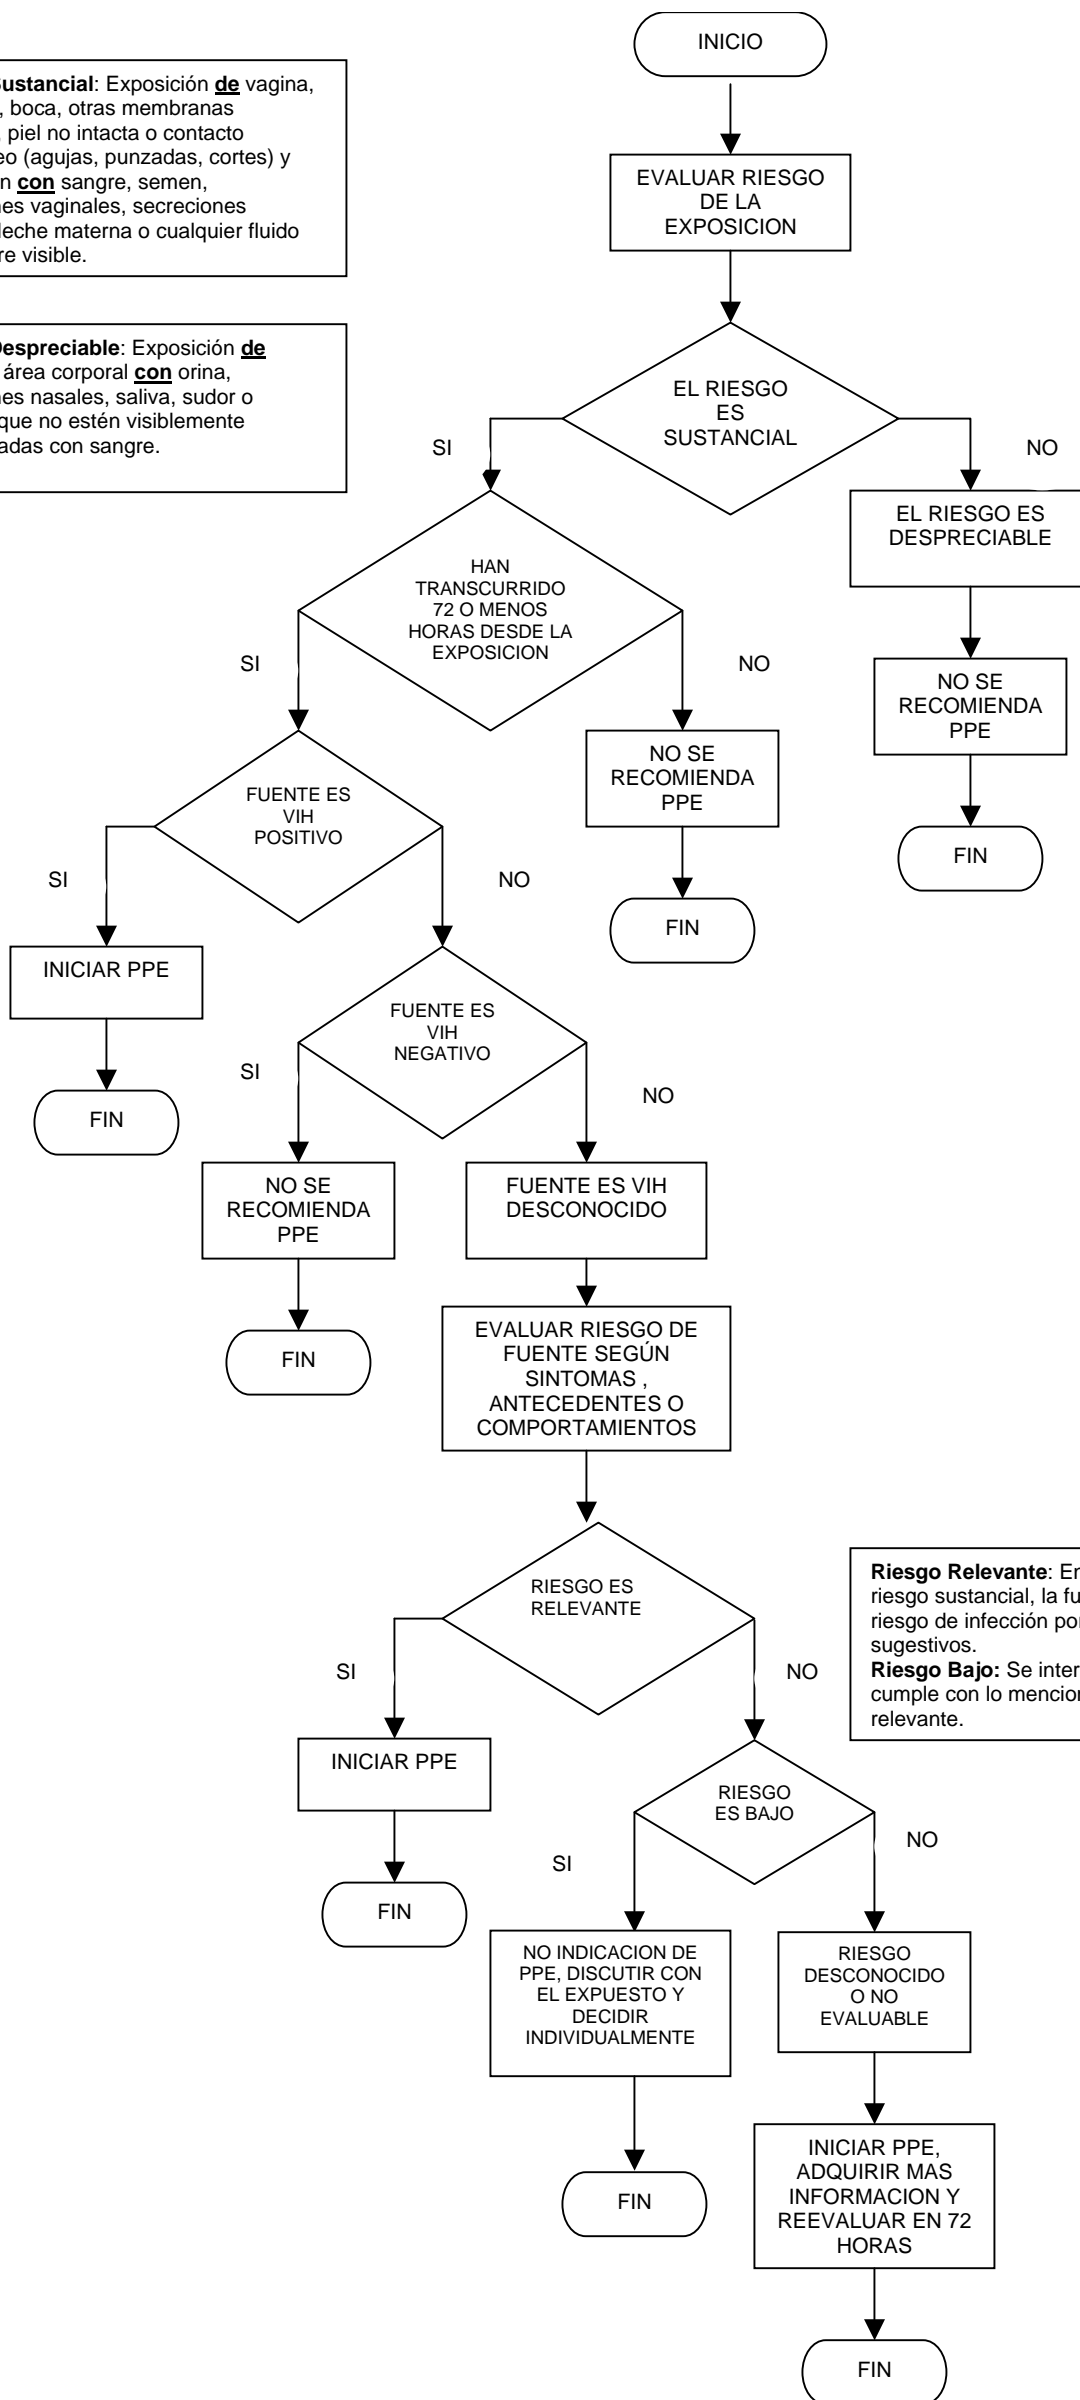 INICIO
ustancial: Exposición de vagina,
, boca, otras membranas
, piel no intacta o contacto
eo (agujas, punzadas, cortes) y
n con sangre, semen,
nes vaginales, secreciones
leche materna o cualquier fluido
re visible.
EVALUAR RIESGO
DE LA
EXPOSICION
espreciable: Exposición de
área corporal con orina,
nes nasales, saliva, sudor o
que no estén visiblemente
adas con sangre.
EL RIESGO
ES
SUSTANCIAL
SI
NO
EL RIESGO ES
DESPRECIABLE
HAN
TRANSCURRIDO
72 O MENOS
HORAS DESDE LA
EXPOSICION
SI
NO
NO SE
RECOMIENDA
PPE
NO SE
RECOMIENDA
PPE
FUENTE ES
VIH
POSITIVO
FIN
SI
NO
FIN
INICIAR PPE
FUENTE ES
VIH
NEGATIVO
SI
NO
FIN
NO SE
RECOMIENDA
PPE
FUENTE ES VIH
DESCONOCIDO
FIN
EVALUAR RIESGO DE
FUENTE SEGÚN
SINTOMAS ,
ANTECEDENTES O
COMPORTAMIENTOS
RIESGO ES
RELEVANTE
Riesgo Relevante: En
riesgo sustancial, la fu
riesgo de infección por
sugestivos.
Riesgo Bajo: Se inter
cumple con lo mencion
relevante.
SI
NO
INICIAR PPE
RIESGO
ES BAJO
SI
NO
FIN
NO INDICACION DE
PPE, DISCUTIR CON
EL EXPUESTO Y
DECIDIR
INDIVIDUALMENTE
RIESGO
DESCONOCIDO
O NO
EVALUABLE
INICIAR PPE,
ADQUIRIR MAS
INFORMACION Y
REEVALUAR EN 72
HORAS
FIN
FIN